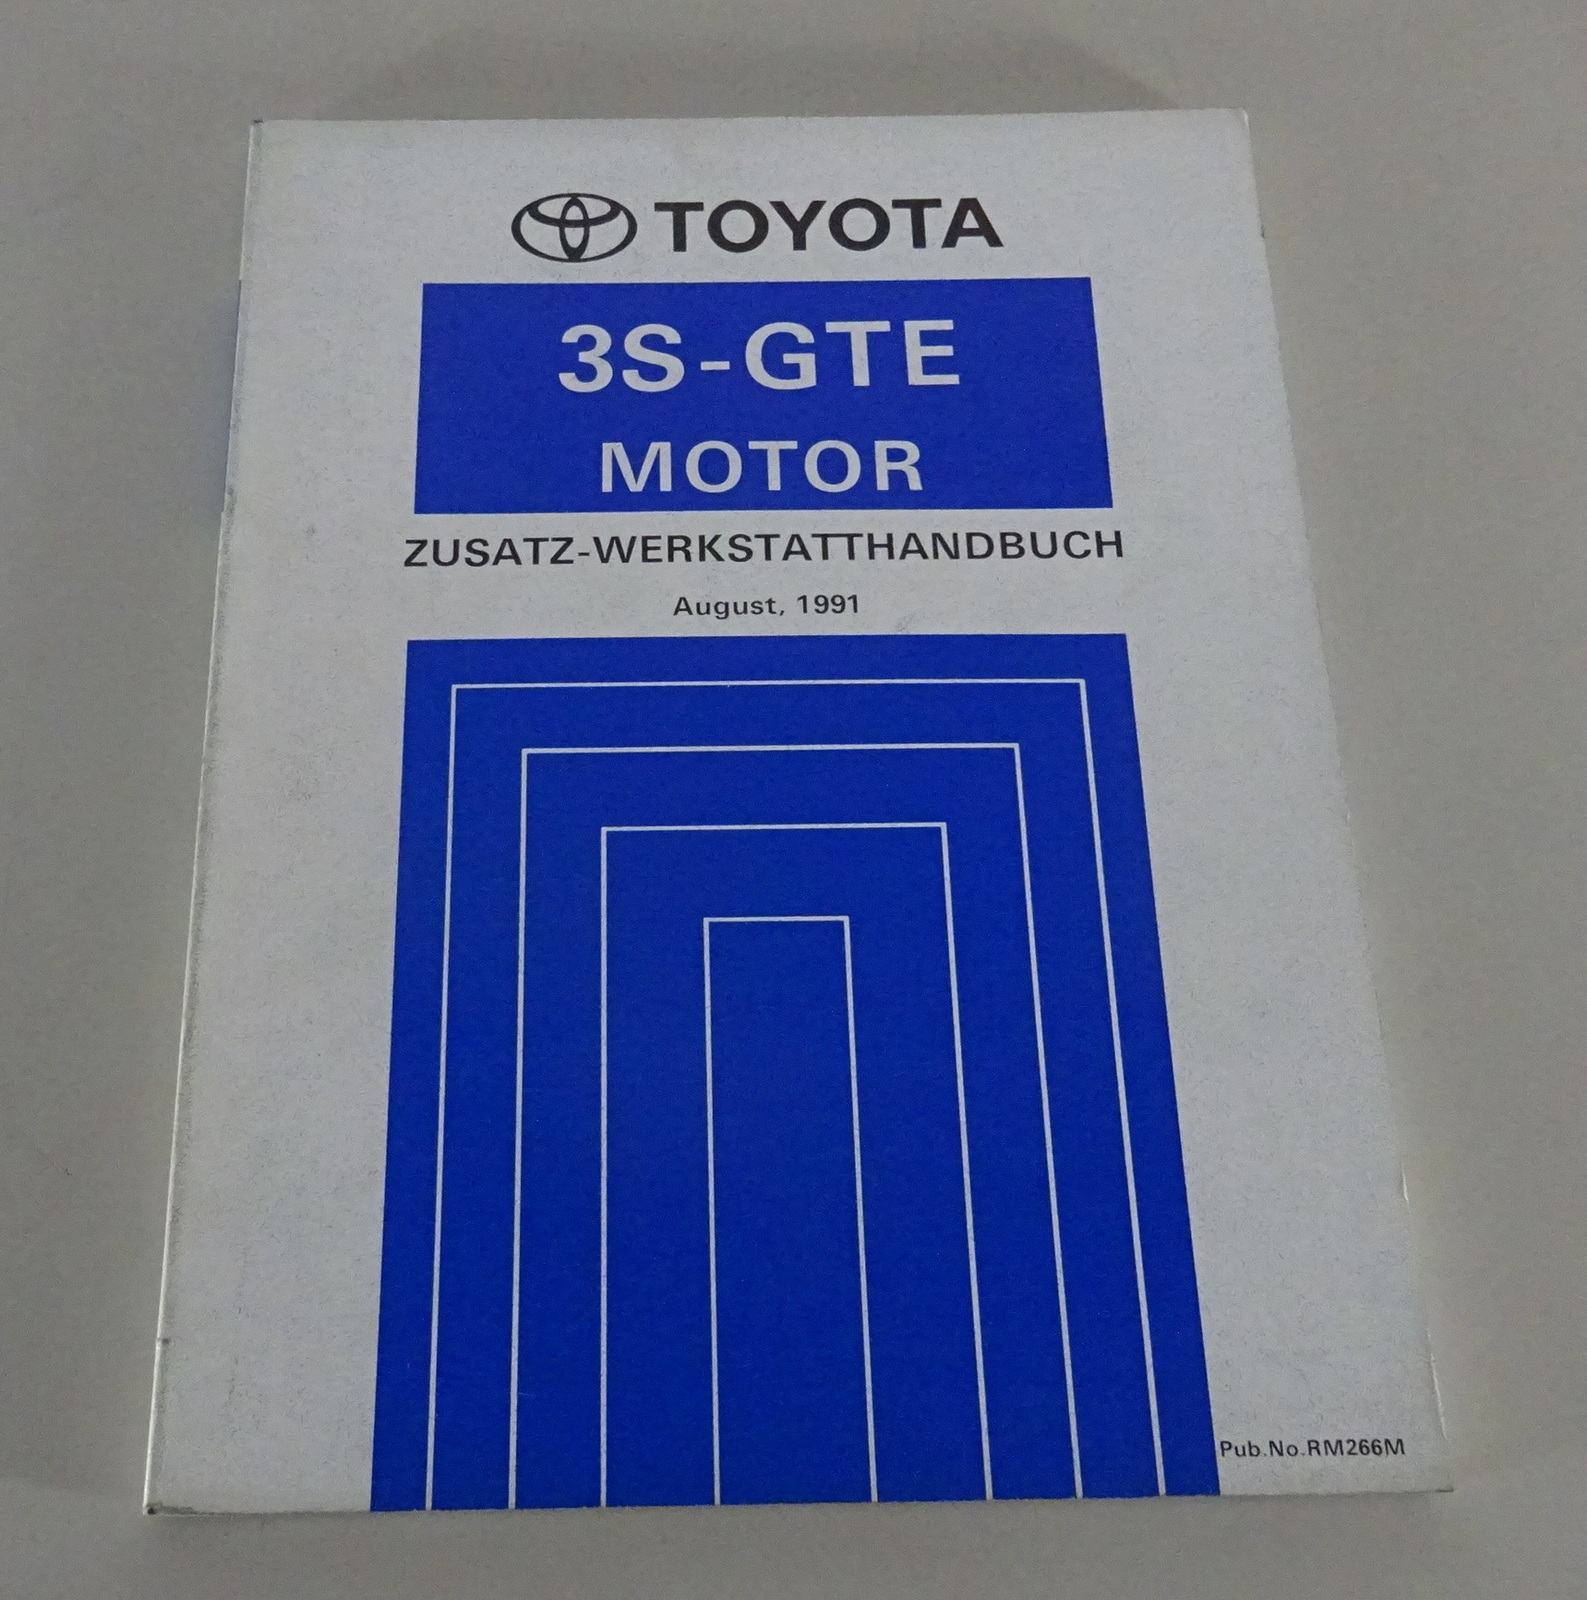 TOYOTA
3S-GTE
MOTOR
ZUSATZ-WERKSTATTHANDBUCH
August, 1991
Pub.No.RM266M